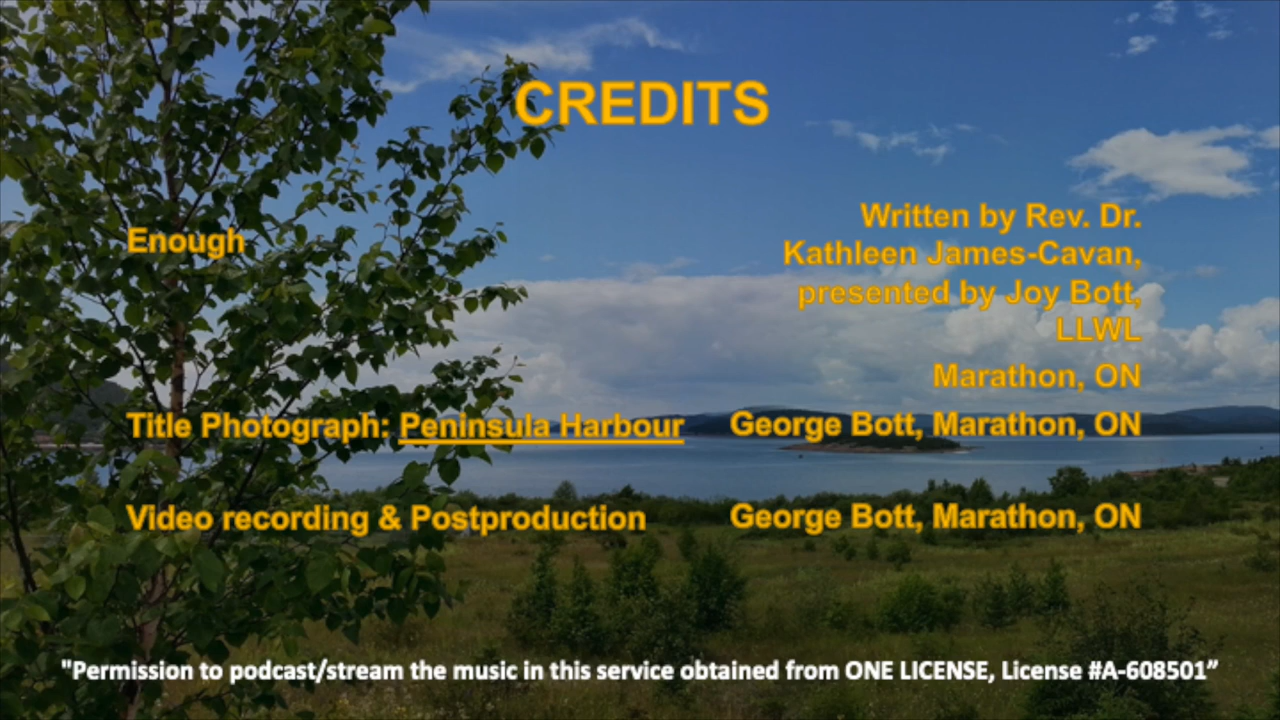 CREDITS
Enough
Written by Rev. Dr.
Kathleen James-Cavan,
presented by Joy Bott,
LLWL
Marathon, ON
Title Photograph: Peninsula Harbour
George Bott, Marathon, ON
Video recording & Postproduction
George Bott, Marathon, ON
"Permission to podcast/stream the music in this service obtained from ONE LICENSE, License #A-608501”